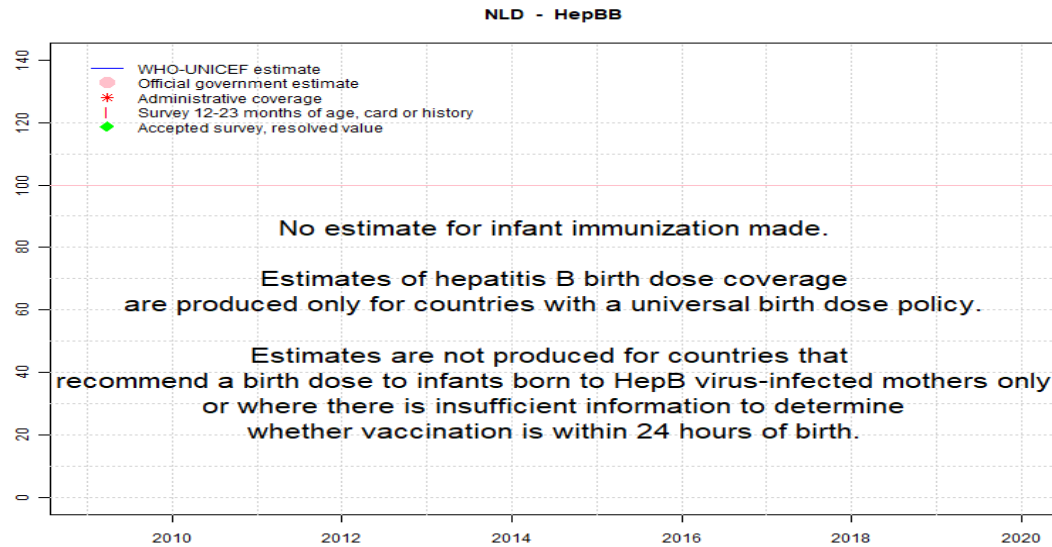 NLD - HepBB
140
120
100
80
60
40
20
0
WHO-UNICEF estimate
Official government estimate
Administrative coverage
Survey 12-23 months of age, card or history
Accepted survey, resolved value
No estimate for infant immunization made.
Estimates of hepatitis B birth dose coverage
are produced only for countries with a universal birth dose policy.
Estimates are not produced for countries that
recommend a birth dose to infants born to HepB virus-infected mothers only
or where there is insufficient information to determine
whether vaccination is within 24 hours of birth.
2010 2012 2014 2016 2018 2020